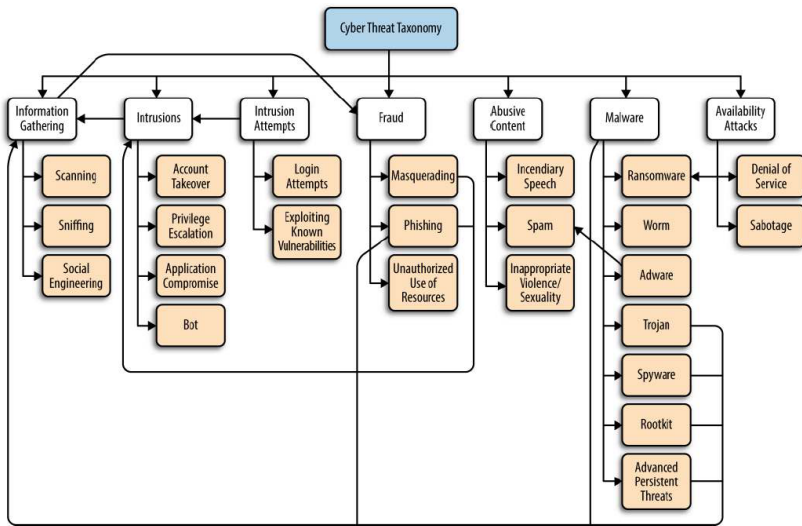 Cyber Threat Taxonomy
Information
Gathering
Intrusions
Intrusion
Attempts
Fraud
Abusive
Content
Malware
Availability
Attacks
Scanning
Sniffing
Social
Engineering
Account
Takeover
Privilege
Escalation
Application
Compromise
Bot
Login
Attempts
Exploiting
Known
Vulnerabilities
Masquerading
Phishing
Unauthorized
Use of
Resources
Incendiary
Speech
Spam
Inappropriate
Violence/
Sexuality
Ransomware
Worm
Adware
Trojan
Spyware
Rootkit
Advanced
Persistent
Threats
Denial of
Service
Sabotage